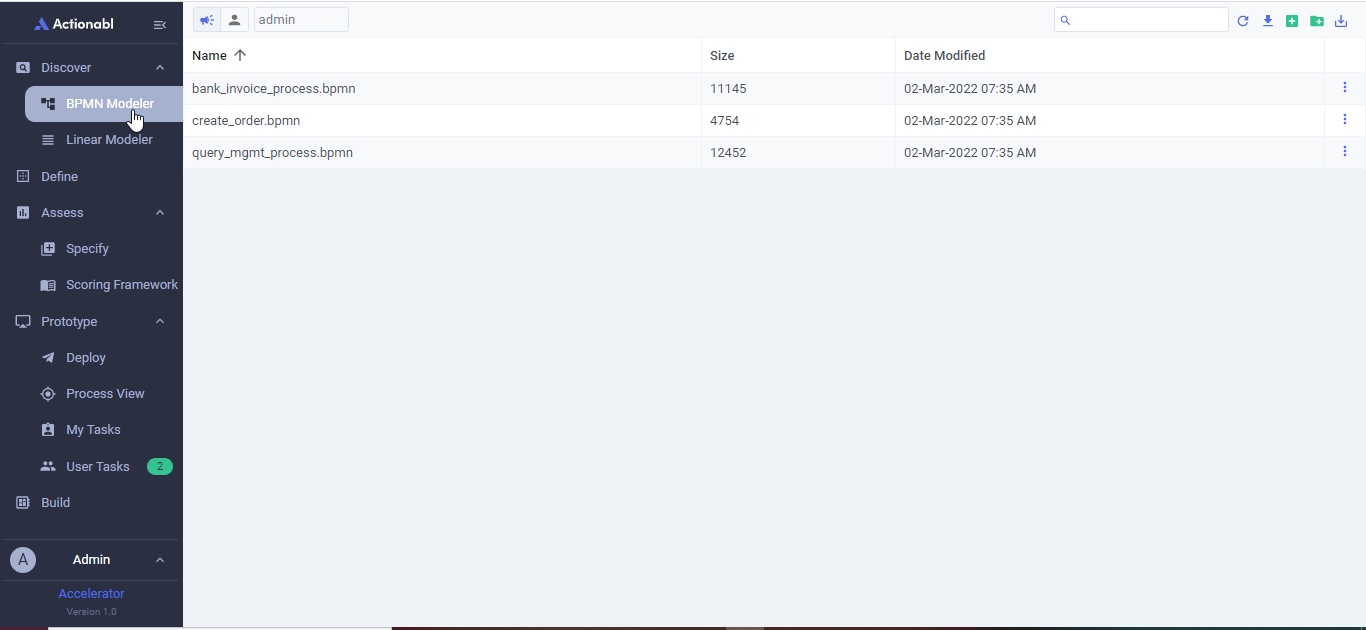 Actionabl
admin
Discover
BPMN Modeler
Linear Modeler
Define
Assess
Specify
Scoring Framework
Prototype
Deploy
Process View
My Tasks
User Tasks 2
Build
A Admin
Accelerator
Version 1.0
Name Size Date Modified
bank_invoice_process.bpmn 11145 02-Mar-2022 07:35 AM
create_order.bpmn 4754 02-Mar-2022 07:35 AM
query_mgmt_process.bpmn 12452 02-Mar-2022 07:35 AM